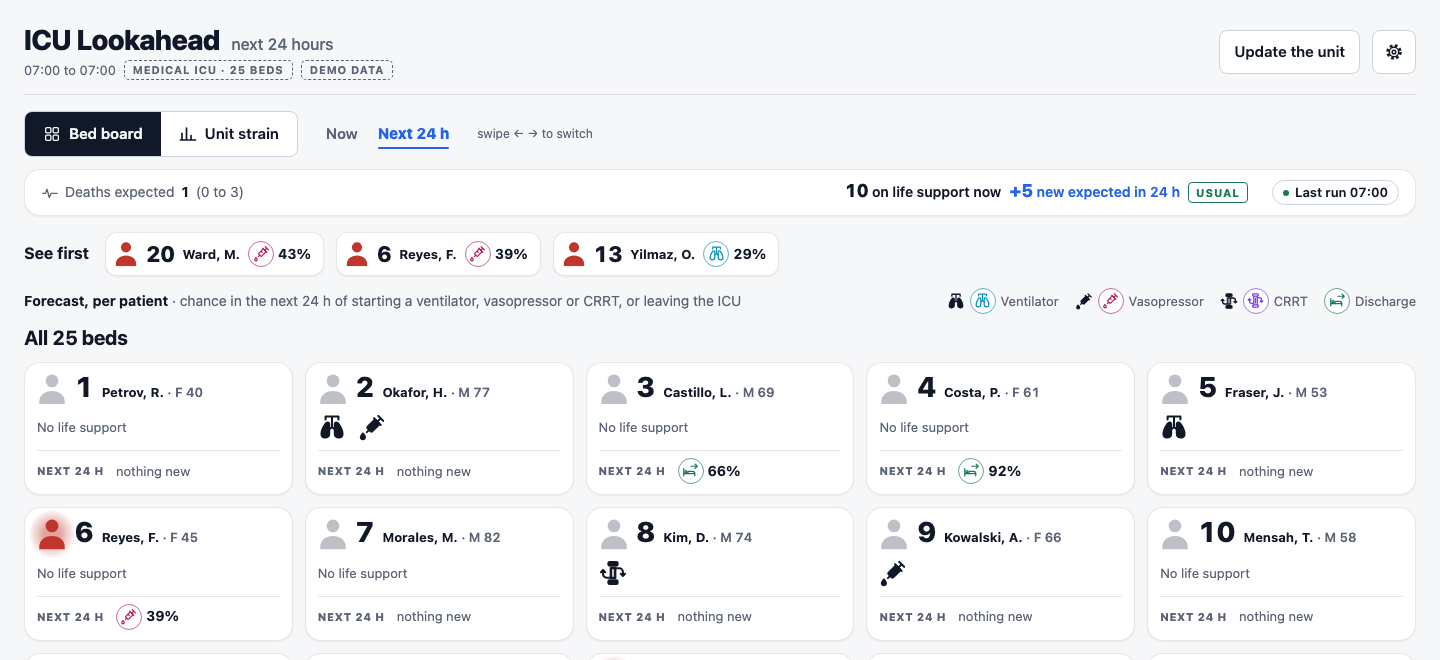 ICU Lookahead next 24 hours
07:00 to 07:00 MEDICAL ICU · 25 BEDS DEMO DATA
Update the unit
Bed board Unit strain Now Next 24 h swipe ← → to switch
Deaths expected 1 (0 to 3)
10 on life support now +5 new expected in 24 h USUAL Last run 07:00
See first 20 Ward, M. 43% 6 Reyes, F. 39% 13 Yilmaz, O. 29%
Forecast, per patient · chance in the next 24 h of starting a ventilator, vasopressor or CRRT, or leaving the ICU
Ventilator Vasopressor CRRT Discharge
All 25 beds
1 Petrov, R. · F 40
No life support
NEXT 24 H nothing new
2 Okafor, H. · M 77
NEXT 24 H nothing new
3 Castillo, L. · M 69
No life support
NEXT 24 H 66%
4 Costa, P. · F 61
No life support
NEXT 24 H 92%
5 Fraser, J. · M 53
NEXT 24 H nothing new
6 Reyes, F. · F 45
No life support
NEXT 24 H 39%
7 Morales, M. · M 82
No life support
NEXT 24 H nothing new
8 Kim, D. · M 74
NEXT 24 H nothing new
9 Kowalski, A. · F 66
NEXT 24 H nothing new
10 Mensah, T. · M 58
No life support
NEXT 24 H nothing new